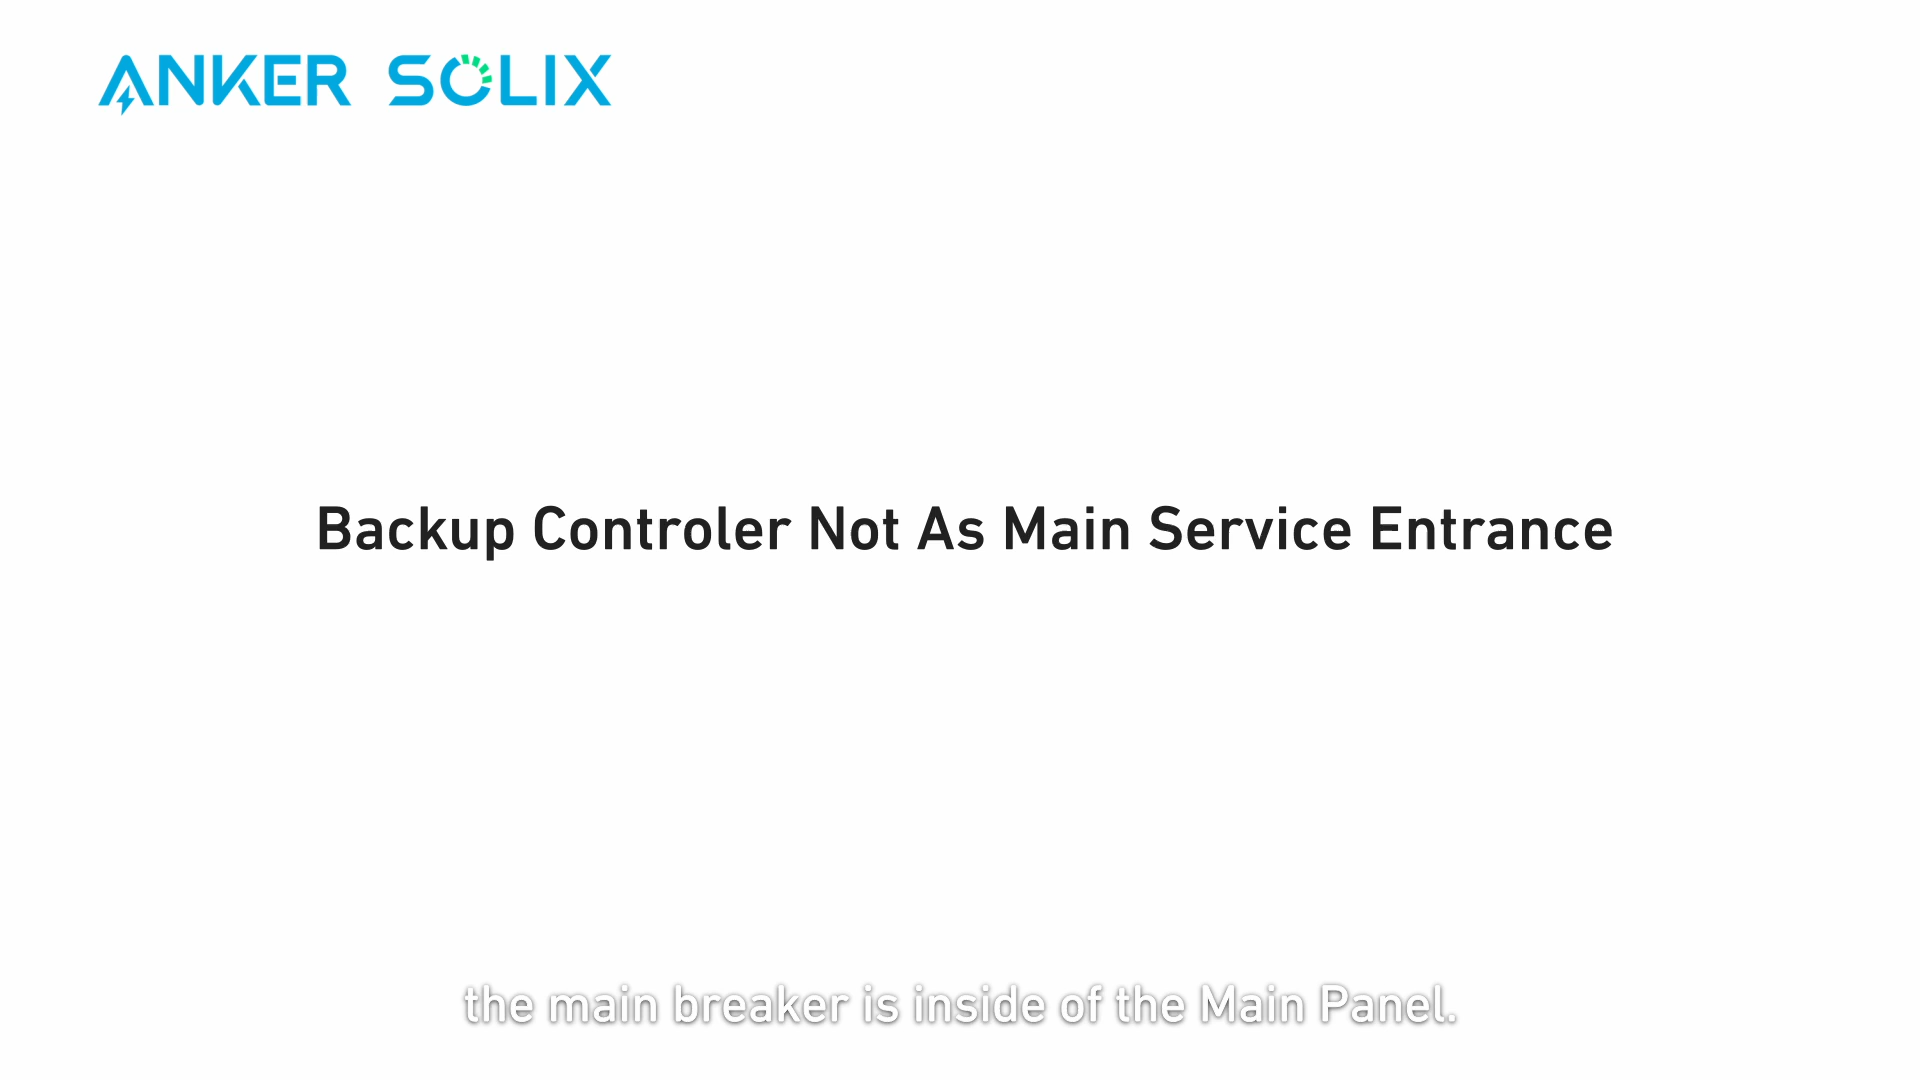 ANKER SOLIX
Backup Controler Not As Main Service Entrance
the main breaker is inside of the Main Panel.